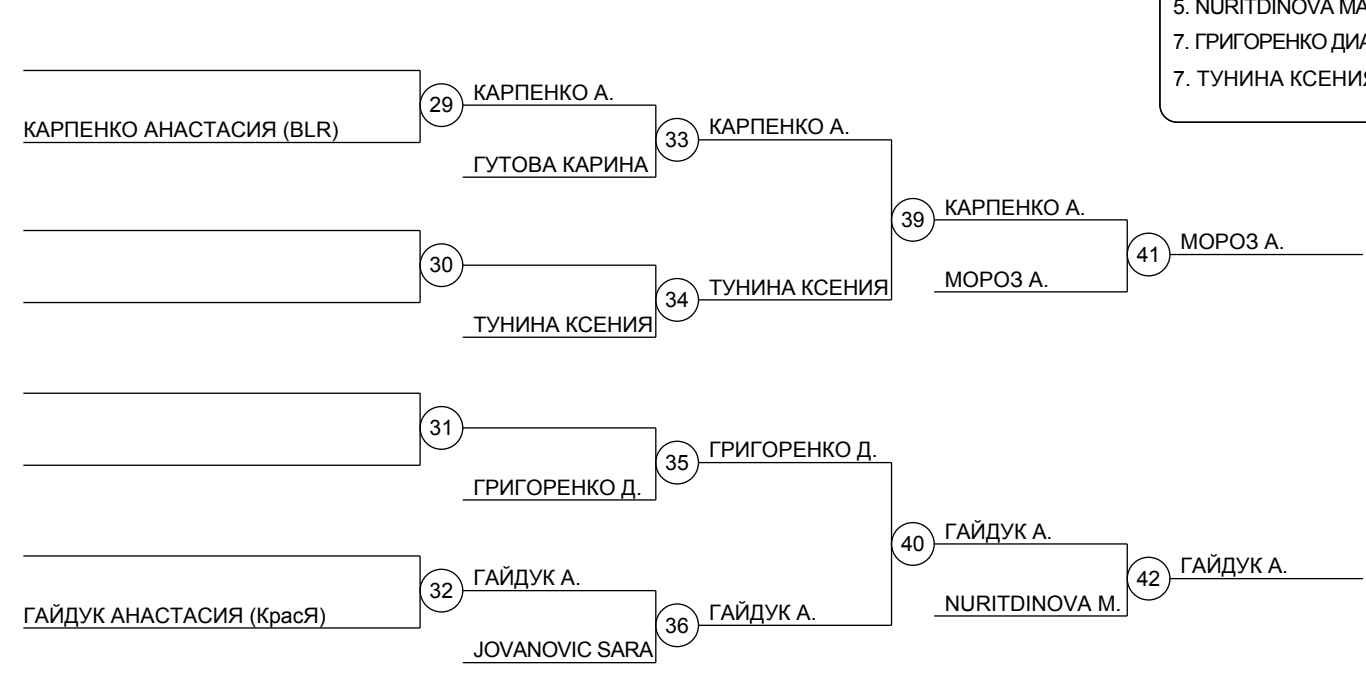 5. NURITDINOVA MA
7. ГРИГОРЕНКО ДИА
7. ТУНИНА КСЕНИЯ
29
КАРПЕНКО А.
КАРПЕНКО АНАСТАСИЯ (BLR)
33
КАРПЕНКО А.
ГУТОВА КАРИНА
39
КАРПЕНКО А.
30
41
МОРОЗ А.
34
ТУНИНА КСЕНИЯ
МОРОЗ А.
ТУНИНА КСЕНИЯ
31
35
ГРИГОРЕНКО Д.
ГРИГОРЕНКО Д.
40
ГАЙДУК А.
32
ГАЙДУК А.
42
ГАЙДУК А.
ГАЙДУК АНАСТАСИЯ (КрасЯ)
36
ГАЙДУК А.
NURITDINOVA M.
JOVANOVIC SARA